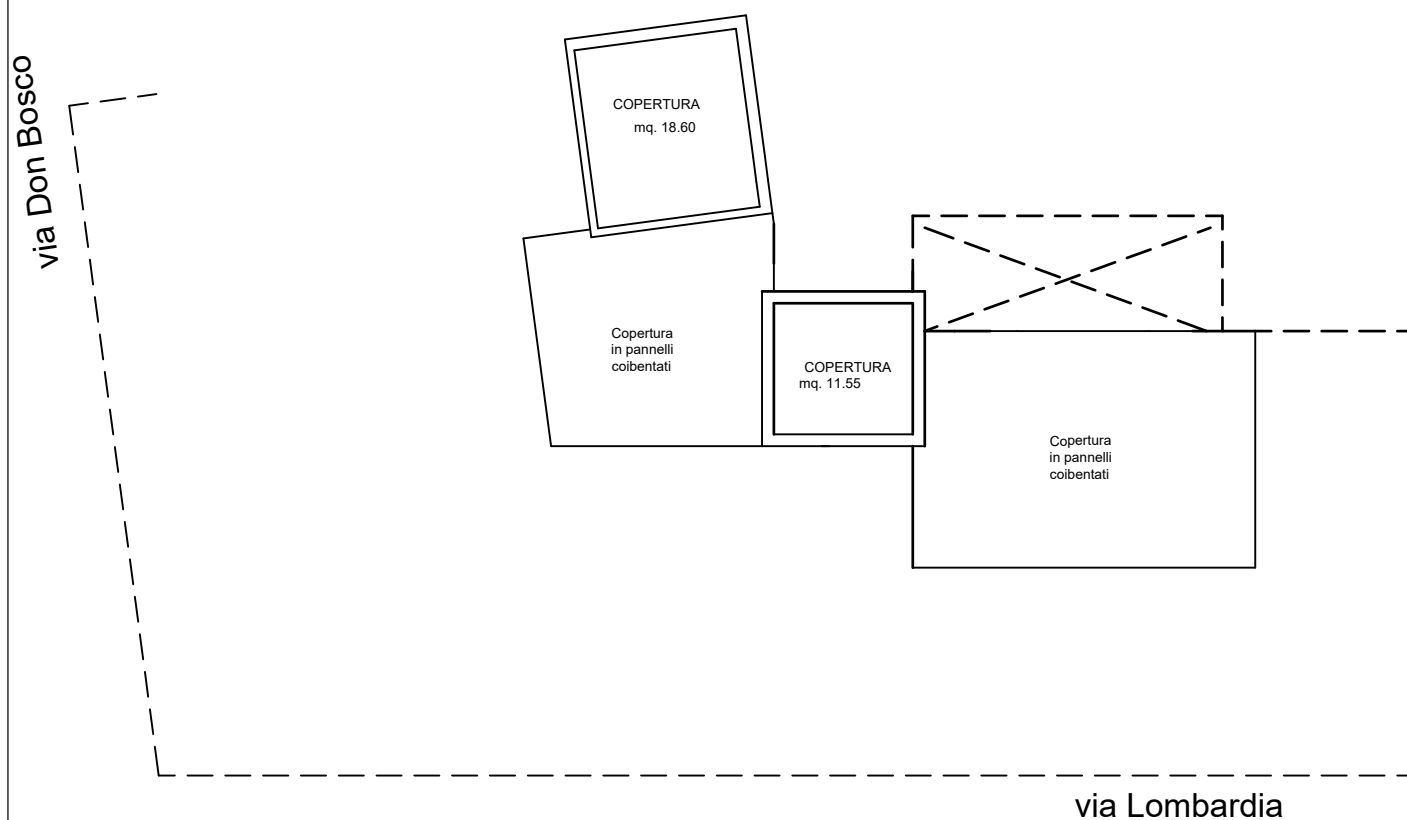 via Don Bosco
COPERTURA
mq. 18.60
Copertura
in pannelli
coibentati
COPERTURA
mq. 11.55
Copertura
in pannelli
coibentati
via Lombardia